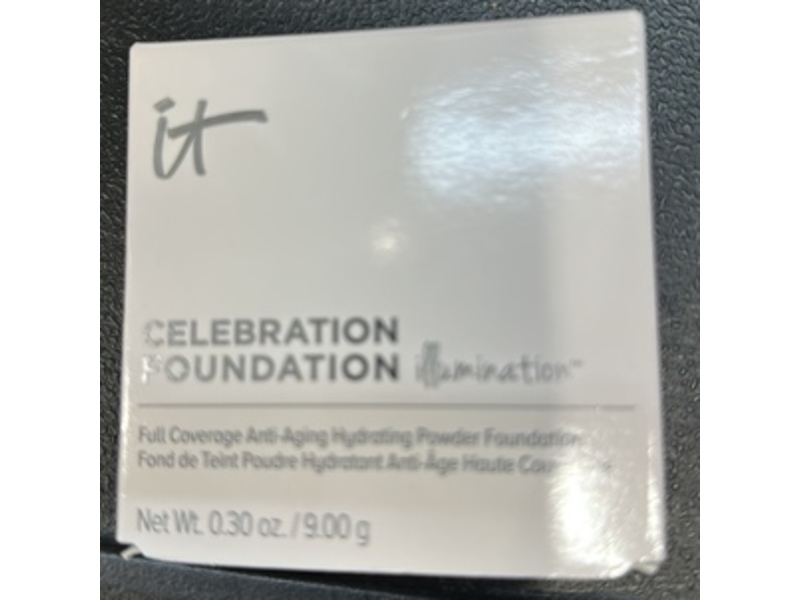 it
CELEBRATION
FOUNDATION illumination™
Full Coverage Anti-Aging Hydrating Powder Foundation
Fond de Teint Poudre Hydratant Anti-Âge Haute
Net Wt. 0.30 oz. / 9.00 g